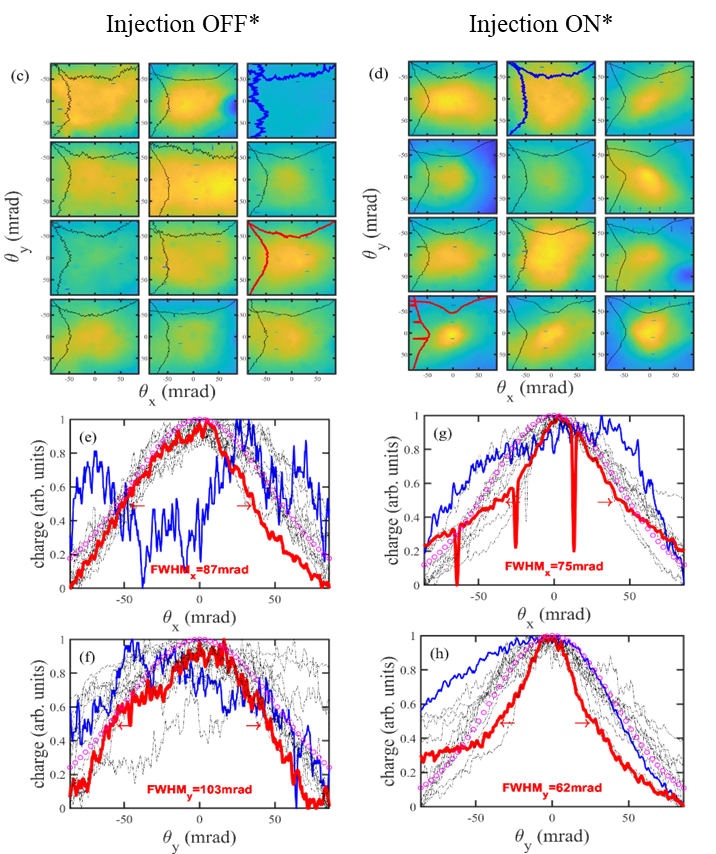 Injection OFF*
Injection ON*
(c)
(d)
-50
0
50
-50
0
50
-50
0
50
-50
0
50
-50
0
50
-50
0
50
-50
0
50
-50
0
50
θy (mrad)
θy (mrad)
-50 0 50 -50 0 50 -50 0 50
-50 0 50 -50 0 50 -50 0 50
θx (mrad)
θx (mrad)
(e)
1
0.8
0.6
0.4
0.2
0
charge (arb. units)
FWHMx=87mrad
-50 0 50
θx (mrad)
(g)
1
0.8
0.6
0.4
0.2
0
charge (arb. units)
FWHMx=75mrad
-50 0 50
θx (mrad)
(f)
1
0.8
0.6
0.4
0.2
0
charge (arb. units)
FWHMy=103mrad
-50 0 50
θy (mrad)
(h)
1
0.8
0.6
0.4
0.2
0
charge (arb. units)
FWHMy=62mrad
-50 0 50
θy (mrad)